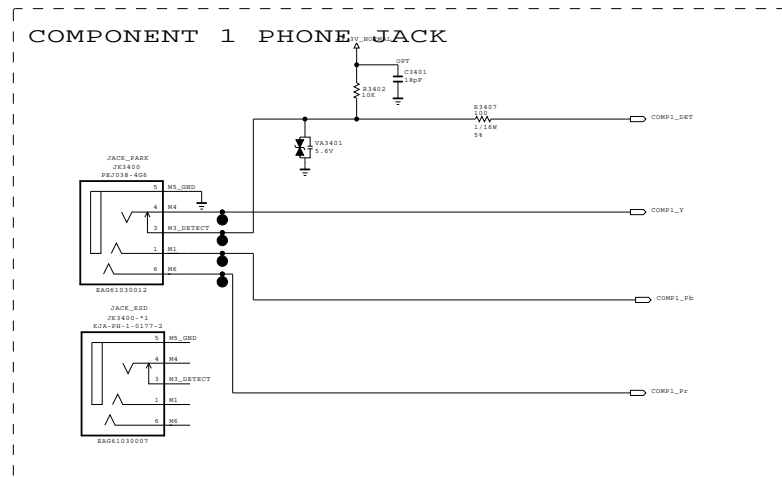 COMPONENT 1 PHONE JACK
3V_NORMAL
OPT
C3401
18pF
R3402
10K
R3407
100
1/16W
5%
COMP1_DET
VA3401
5.6V
JACK_PARK
JK3400
PEJ038-4G6
5 M5_GND
4 M4
COMP1_Y
3 M3_DETECT
1 M1
6 M6
EAG61030012
COMP1_Pb
JACK_KSD
JK3400-*1
KJA-PH-1-0177-2
5 M5_GND
4 M4
3 M3_DETECT
COMP1_Pr
1 M1
6 M6
EAG61030007